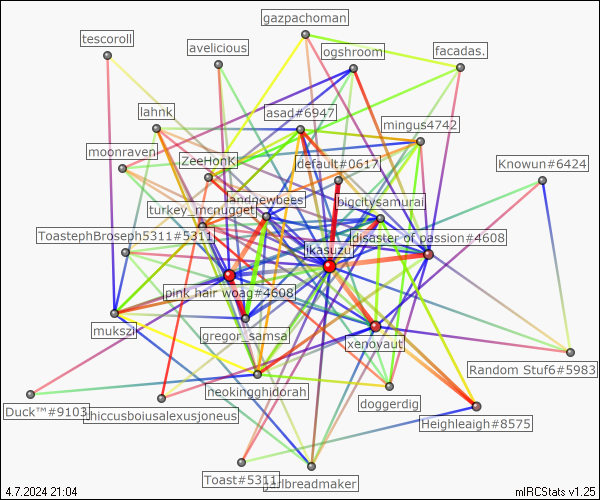 gazpachoman
tescoroll
avelicious
ogshroom
facadas.
lahnk
asad#6947
mingus4742
moonraven
ZeeHonK
default#0617
Knowun#6424
andnewbees
turkey_mcnugget
bigcitysamurai
ToastephBroseph5311#5311
disaster of passion#4608
ikasuzu
pink hair woag#4608
mukszi
gregor_samsa
xenoyaut
Random Stuf6#5983
neokingghidorah
doggerdig
Duck™#9103
hiccusboiusalexusjoneus
Heighleaigh#8575
Toast#5311
girlbreadmaker
4.7.2024 21:04
mIRCStats v1.25